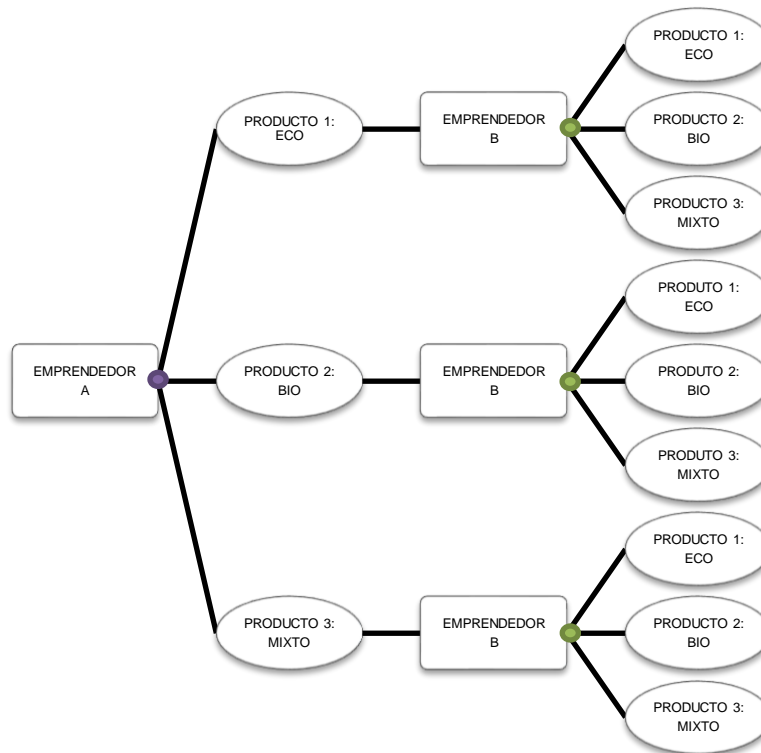 PRODUCTO 1:
ECO
PRODUCTO 1:
ECO
EMPRENDEDOR
B
PRODUCTO 2:
BIO
PRODUCTO 3:
MIXTO
PRODUTO 1:
ECO
EMPRENDEDOR
A
PRODUCTO 2:
BIO
EMPRENDEDOR
B
PRODUTO 2:
BIO
PRODUTO 3:
MIXTO
PRODUCTO 1:
ECO
PRODUCTO 3:
MIXTO
EMPRENDEDOR
B
PRODUCTO 2:
BIO
PRODUCTO 3:
MIXTO